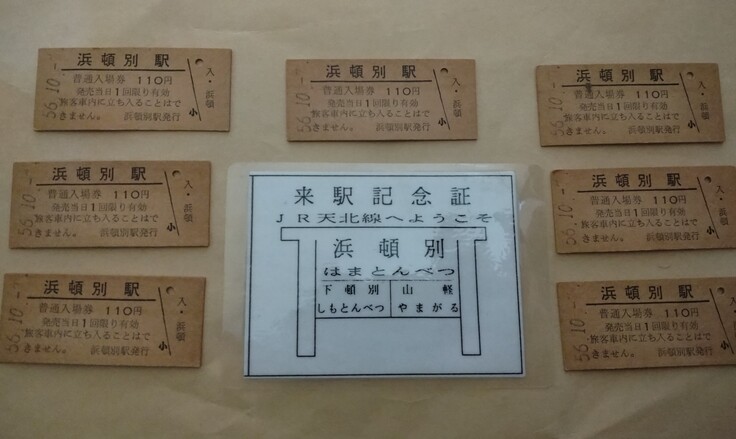 浜頓別駅
普通入場券 110円
発売当日1回限り有効
旅客車内に立ち入ることはで
きません。 浜頓別駅発行
入・浜頓
小
56.10.-1
浜頓別駅
普通入場券 110円
発売当日1回限り有効
旅客車内に立ち入ることはで
きません。 浜頓別駅発行
入・浜頓
小
56.10.-1
浜頓別駅
普通入場券 110円
発売当日1回限り有効
旅客車内に立ち入ることはで
きません。 浜頓別駅発行
入・浜頓
小
56.10.
浜頓別駅
普通入場券 110円
発売当日1回限り有効
旅客車内に立ち入ることはで
きません。 浜頓別駅発行
入・浜頓
小
56.10.
来駅記念証
JR天北線へようこそ
浜頓別
はまとんべつ
下頓別 山軽
しもとんべつ やまがる
浜頓別駅
普通入場券 110円
発売当日1回限り有効
旅客車内に立ち入ることはで
きません。 浜頓別駅発行
入・浜頓
小
56.10.
浜頓別駅
普通入場券 110円
発売当日1回限り有効
旅客車内に立ち入ることはで
きません。 浜頓別駅発行
入・浜頓
小
56.10.
浜頓別駅
普通入場券 110円
発売当日1回限り有効
旅客車内に立ち入ることはで
きません。 浜頓別駅発行
入・浜頓
小
56.10.